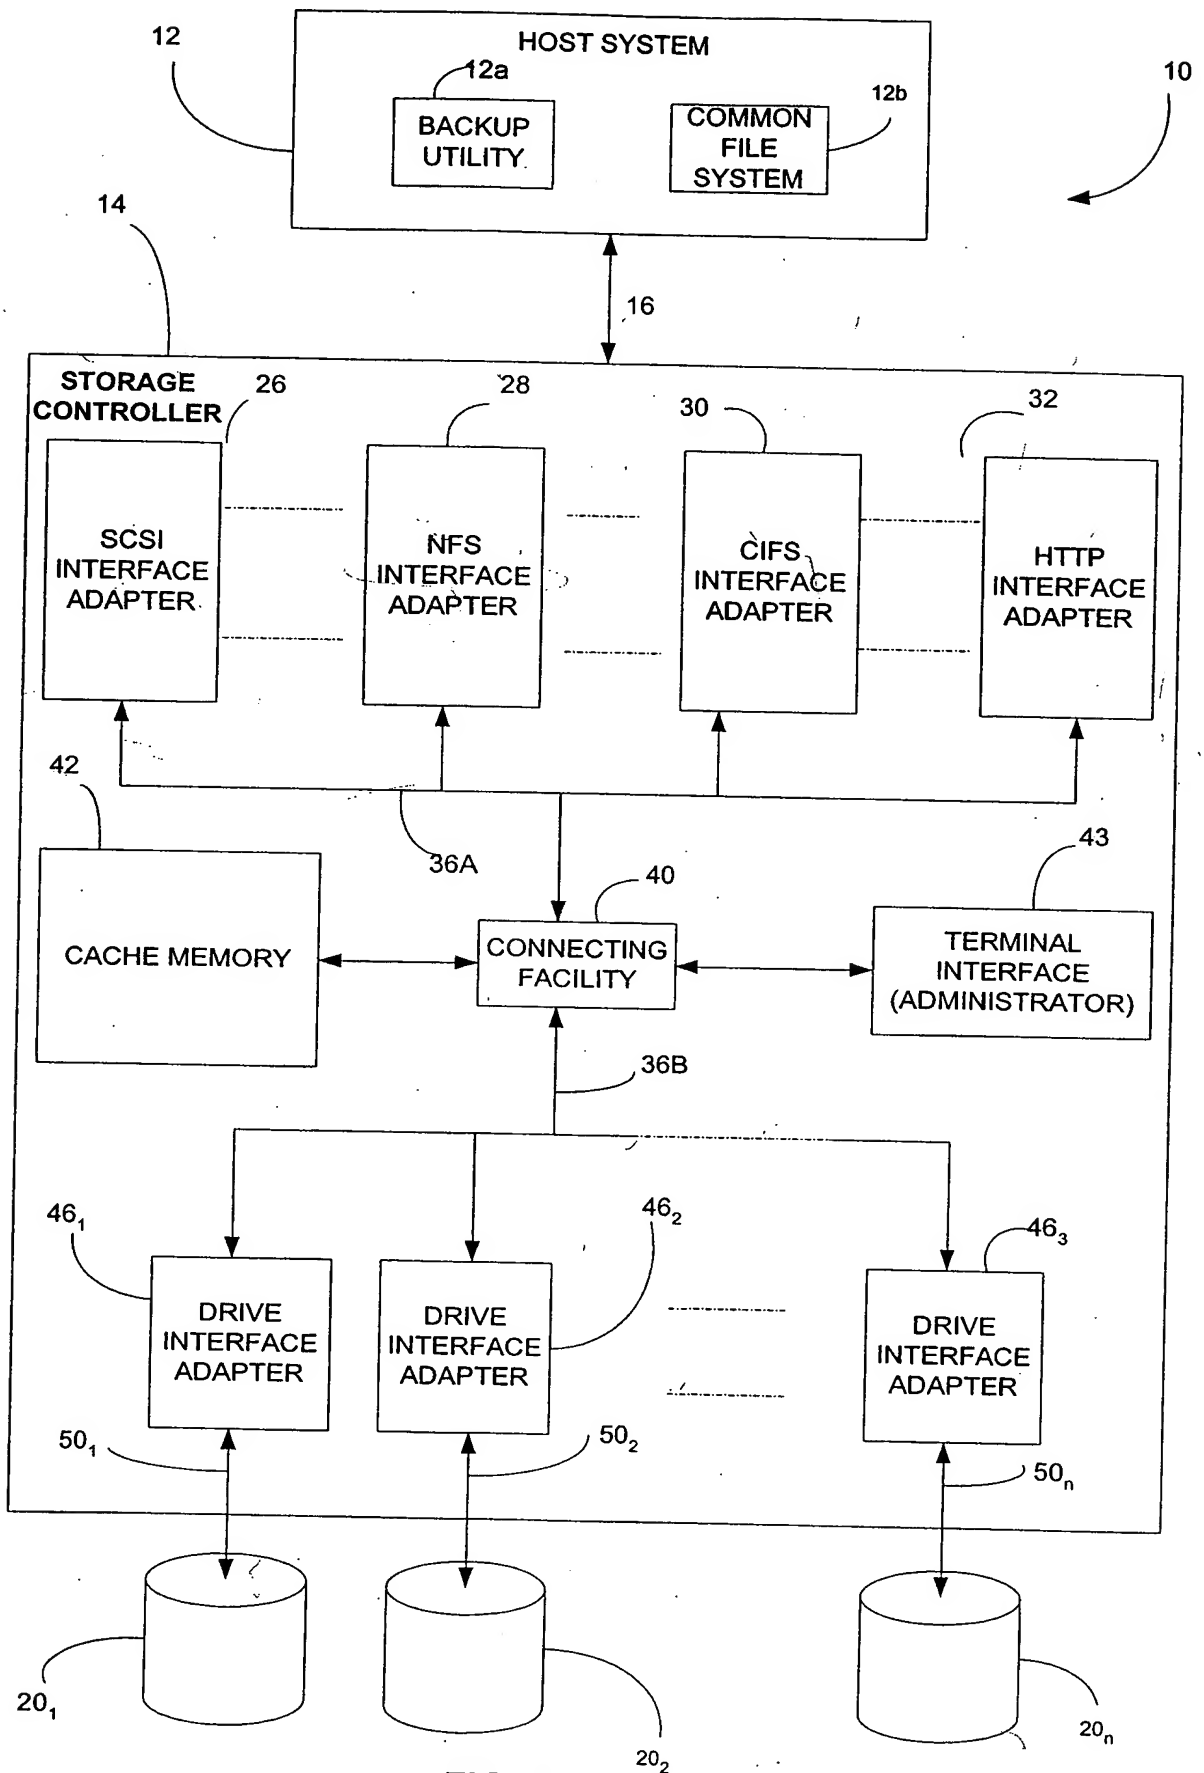 12
HOST SYSTEM
12a
BACKUP
UTILITY
12b
COMMON
FILE
SYSTEM
10
14
16
STORAGE
CONTROLLER
26
28
30
32
SCSI
INTERFACE
ADAPTER
NFS
INTERFACE
ADAPTER
CIFS
INTERFACE
ADAPTER
HTTP
INTERFACE
ADAPTER
42
36A
40
43
CACHE MEMORY
CONNECTING
FACILITY
TERMINAL
INTERFACE
(ADMINISTRATOR)
36B
46₁
46₂
46₃
DRIVE
INTERFACE
ADAPTER
DRIVE
INTERFACE
ADAPTER
DRIVE
INTERFACE
ADAPTER
50₁
50₂
50ₙ
20₁
20₂
20ₙ